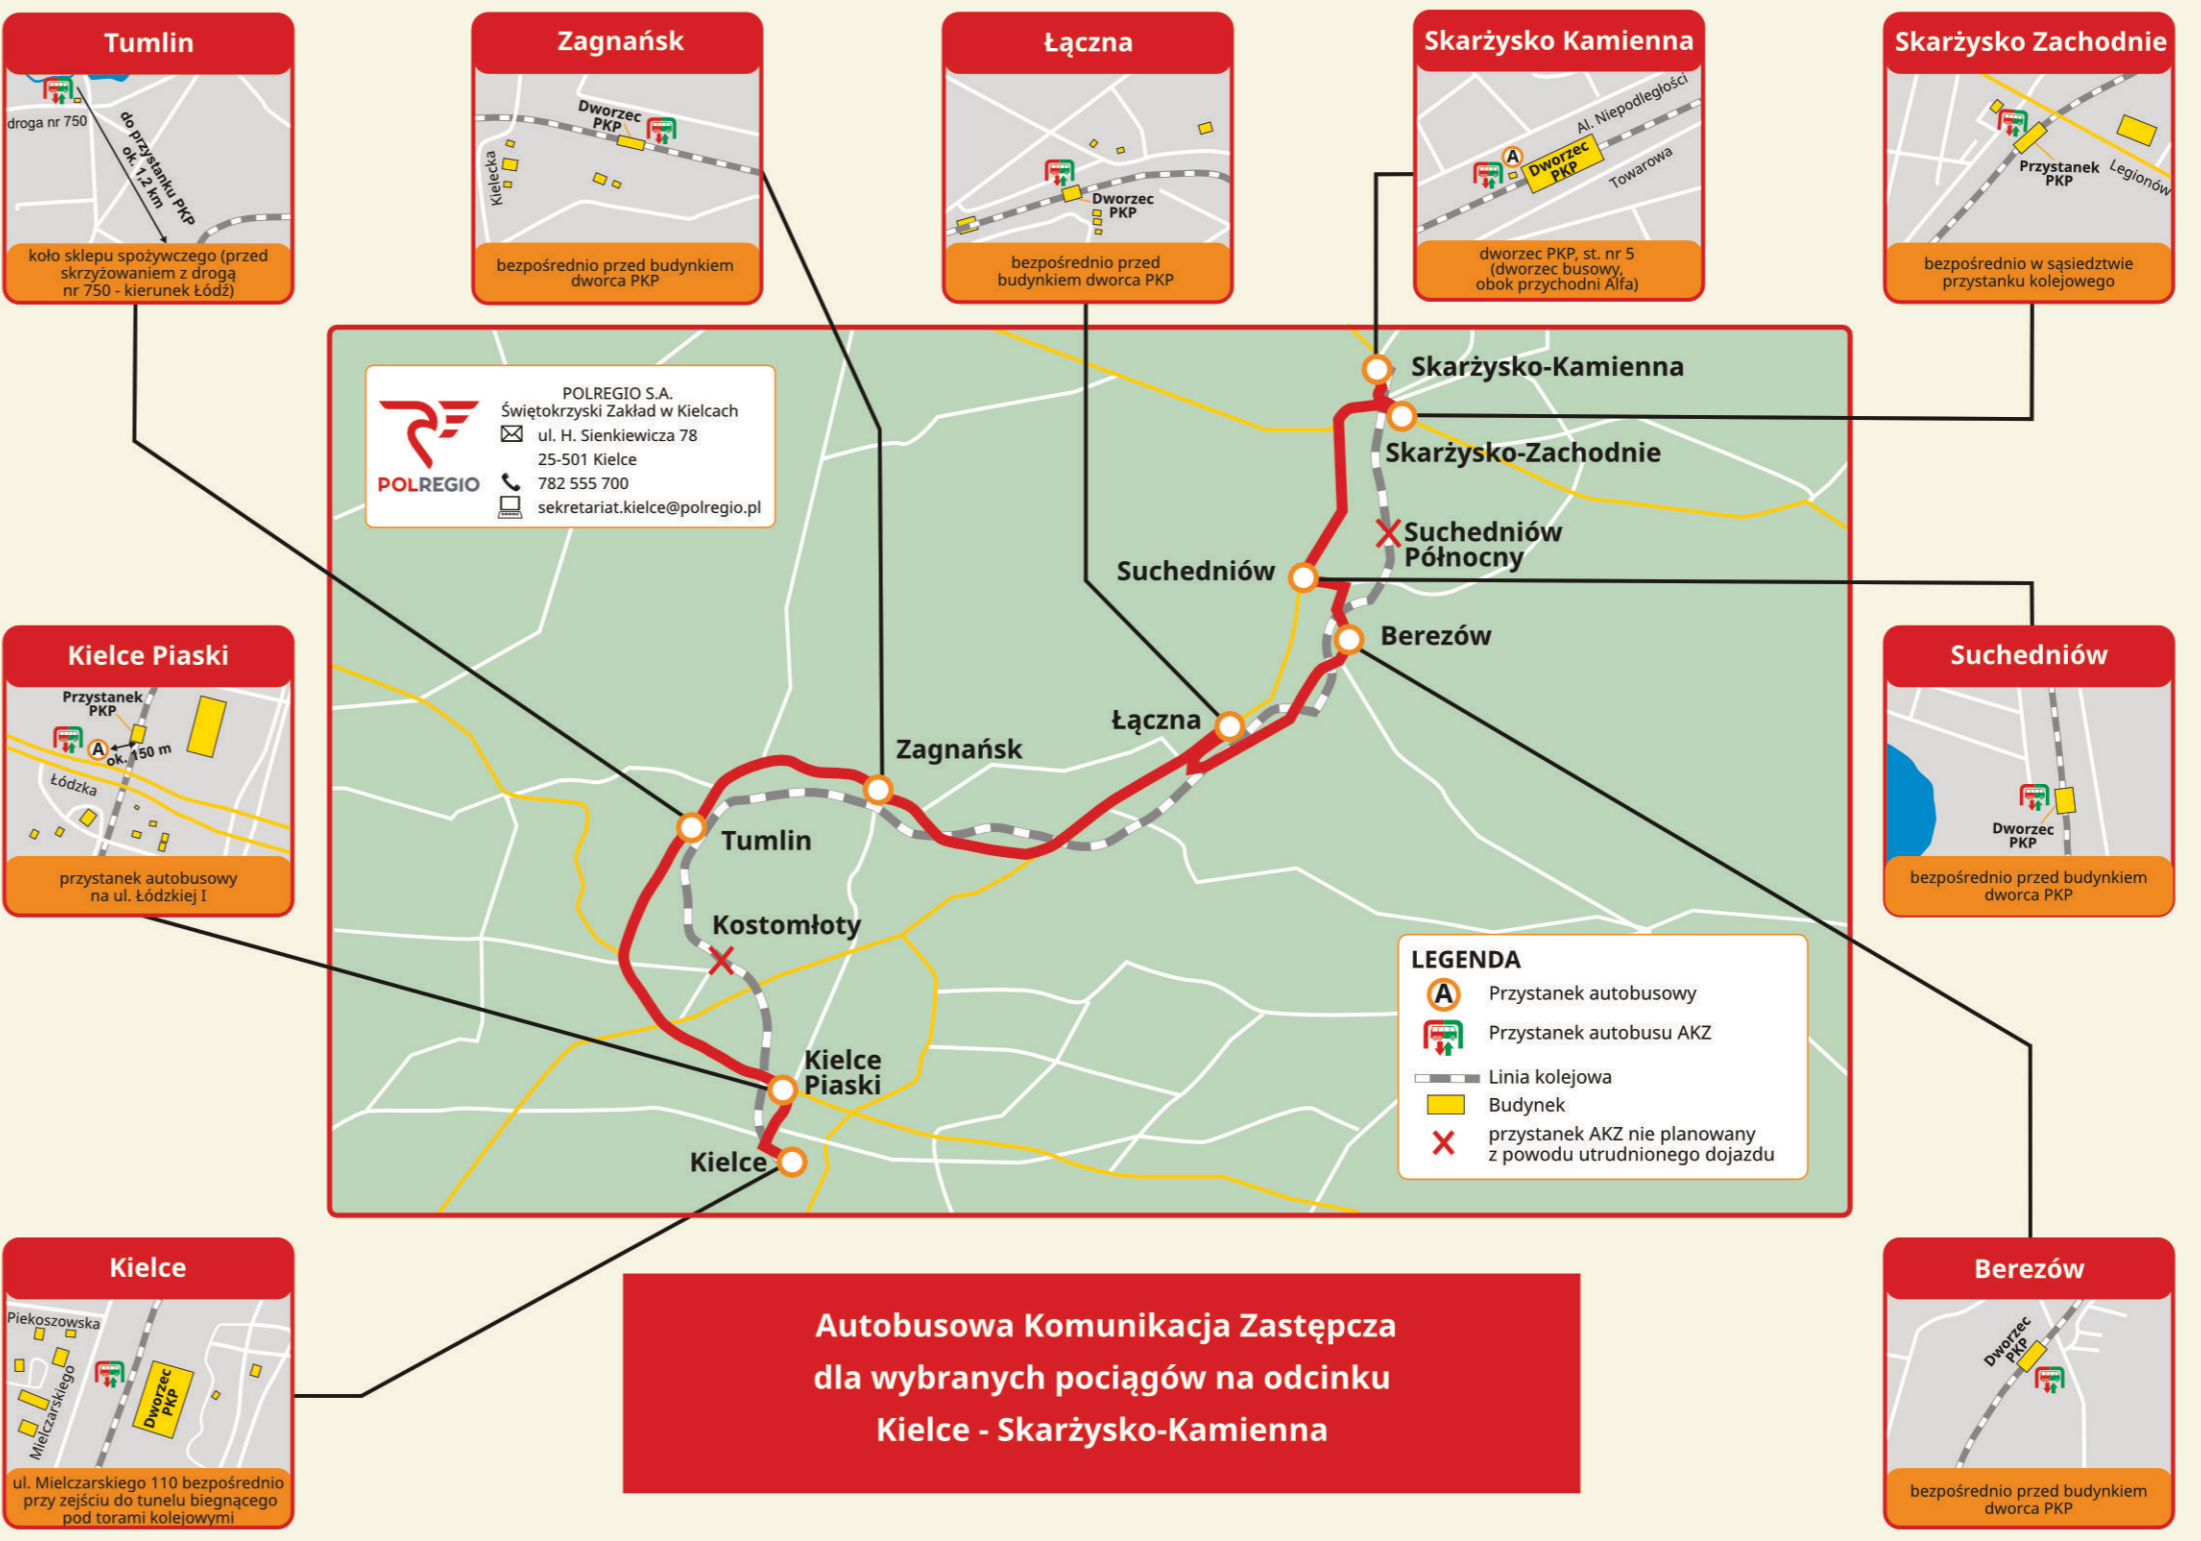 Tumlin
droga nr 750
do przystanku PKP
ok. 1,2 km
koło sklepu spożywczego (przed
skrzyżowaniem z drogą
nr 750 - kierunek Łódź)
Zagnańsk
Dworzec
PKP
Kielecka
bezpośrednio przed budynkiem
dworca PKP
Łączna
Dworzec
PKP
bezpośrednio przed
budynkiem dworca PKP
Skarżysko Kamienna
Al. Niepodległości
A
Dworzec
PKP
Towarowa
dworzec PKP, st. nr 5
(dworzec busowy,
obok przychodni Alfa)
Skarżysko Zachodnie
Przystanek
PKP
Legionów
bezpośrednio w sąsiedztwie
przystanku kolejowego
POLREGIO
POLREGIO S.A.
Świętokrzyski Zakład w Kielcach
ul. H. Sienkiewicza 78
25-501 Kielce
782 555 700
sekretariat.kielce@polregio.pl
Skarżysko-Kamienna
Skarżysko-Zachodnie
Suchedniów
Północny
Suchedniów
Berezów
Łączna
Zagnańsk
Tumlin
Kostomłoty
Kielce
Piaski
Kielce
Kielce Piaski
Przystanek
PKP
A
ok. 150 m
Łódzka
przystanek autobusowy
na ul. Łódzkiej I
Suchedniów
Dworzec
PKP
bezpośrednio przed budynkiem
dworca PKP
LEGENDA
A Przystanek autobusowy
Przystanek autobusu AKZ
Linia kolejowa
Budynek
przystanek AKZ nie planowany
z powodu utrudnionego dojazdu
Kielce
Piekoszowska
Mielczarskiego
Dworzec
PKP
ul. Mielczarskiego 110 bezpośrednio
przy zejściu do tunelu biegnącego
pod torami kolejowymi
Autobusowa Komunikacja Zastępcza
dla wybranych pociągów na odcinku
Kielce - Skarżysko-Kamienna
Berezów
Dworzec
PKP
bezpośrednio przed budynkiem
dworca PKP